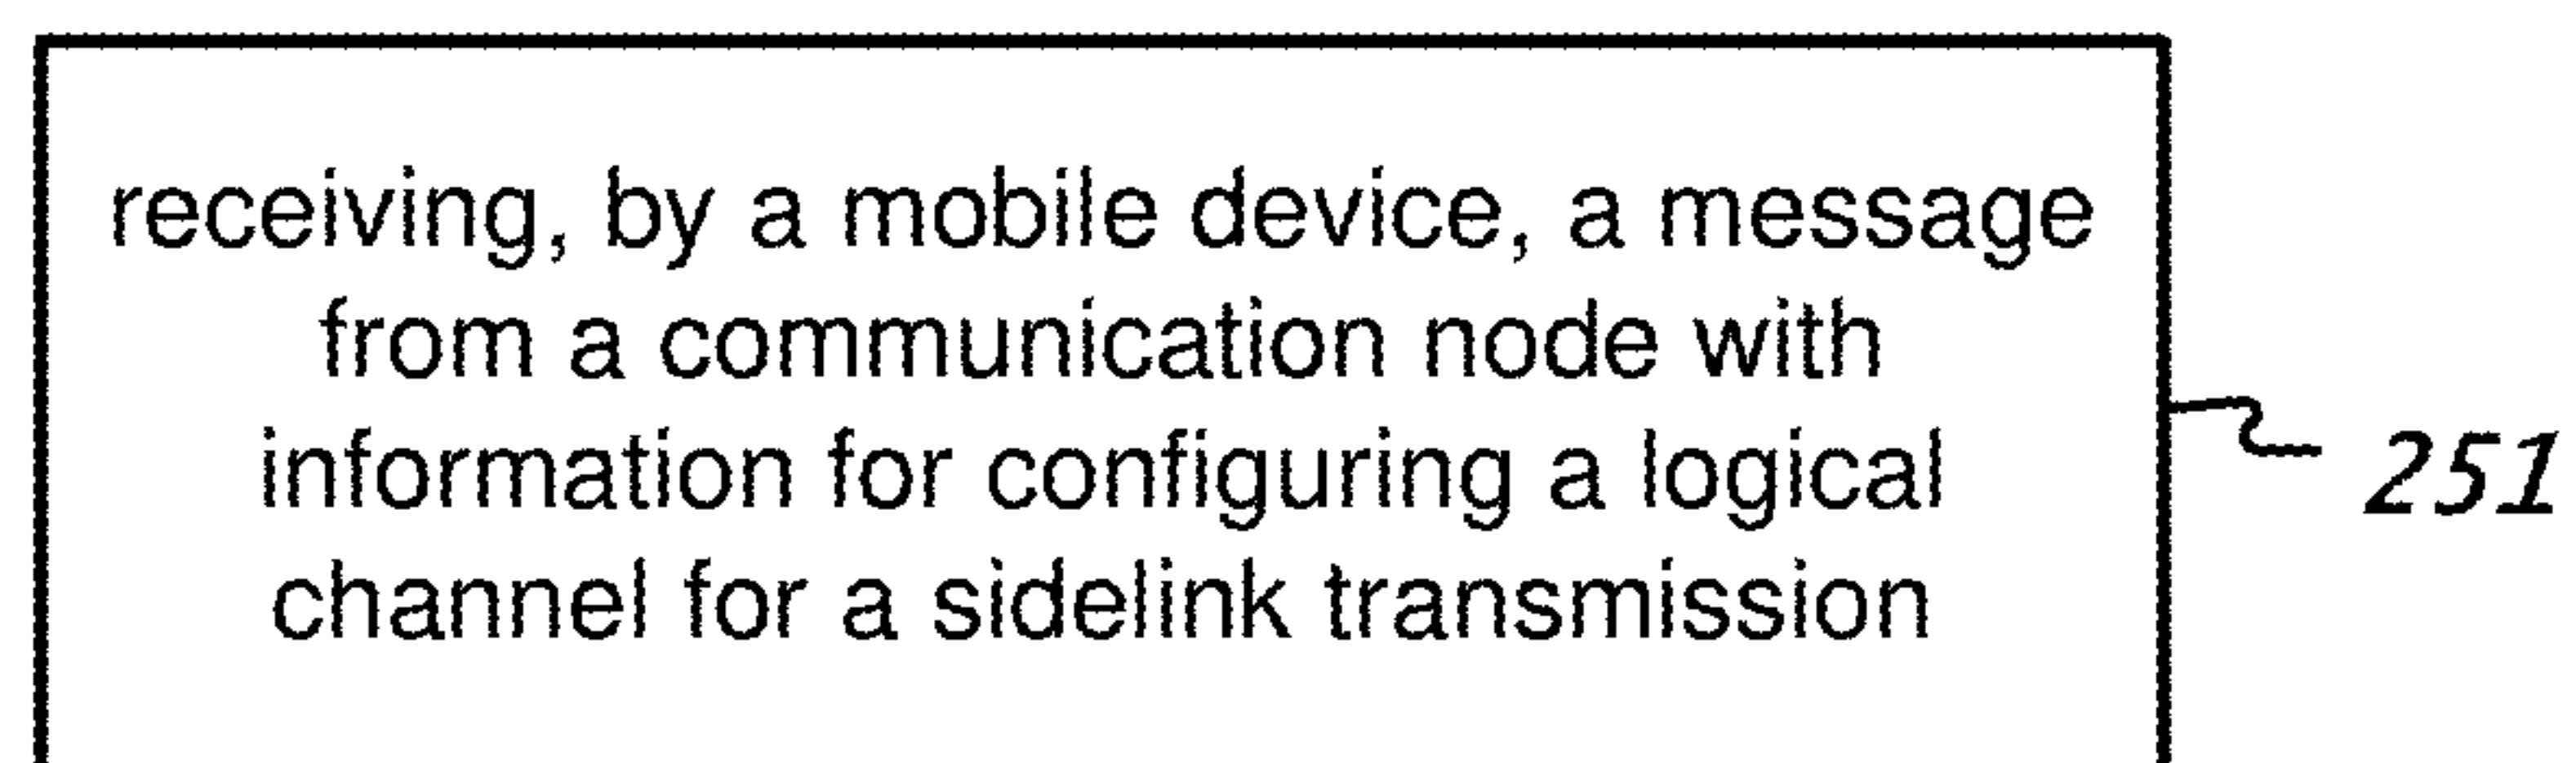 receiving, by a mobile device, a message
from a communication node with
information for configuring a logical
channel for a sidelink transmission
251